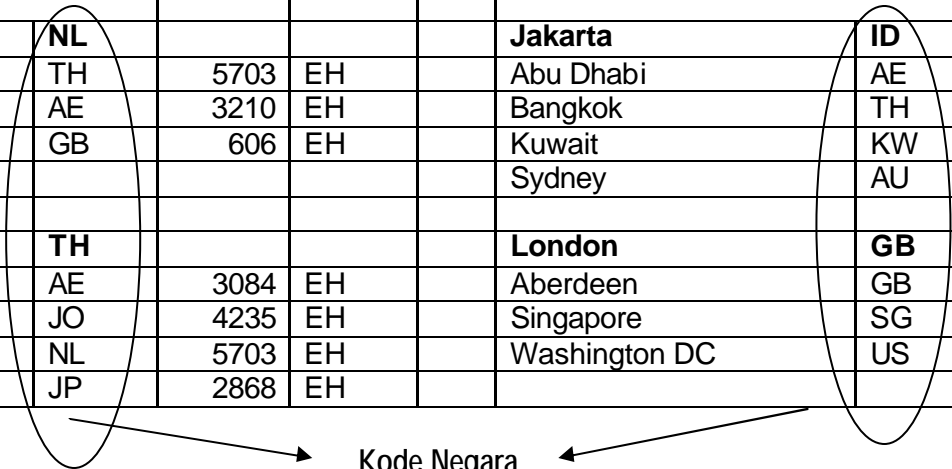 NL Jakarta ID
TH 5703 EH Abu Dhabi AE
AE 3210 EH Bangkok TH
GB 606 EH Kuwait KW
Sydney AU
TH London GB
AE 3084 EH Aberdeen GB
JO 4235 EH Singapore SG
NL 5703 EH Washington DC US
JP 2868 EH
Kode Negara